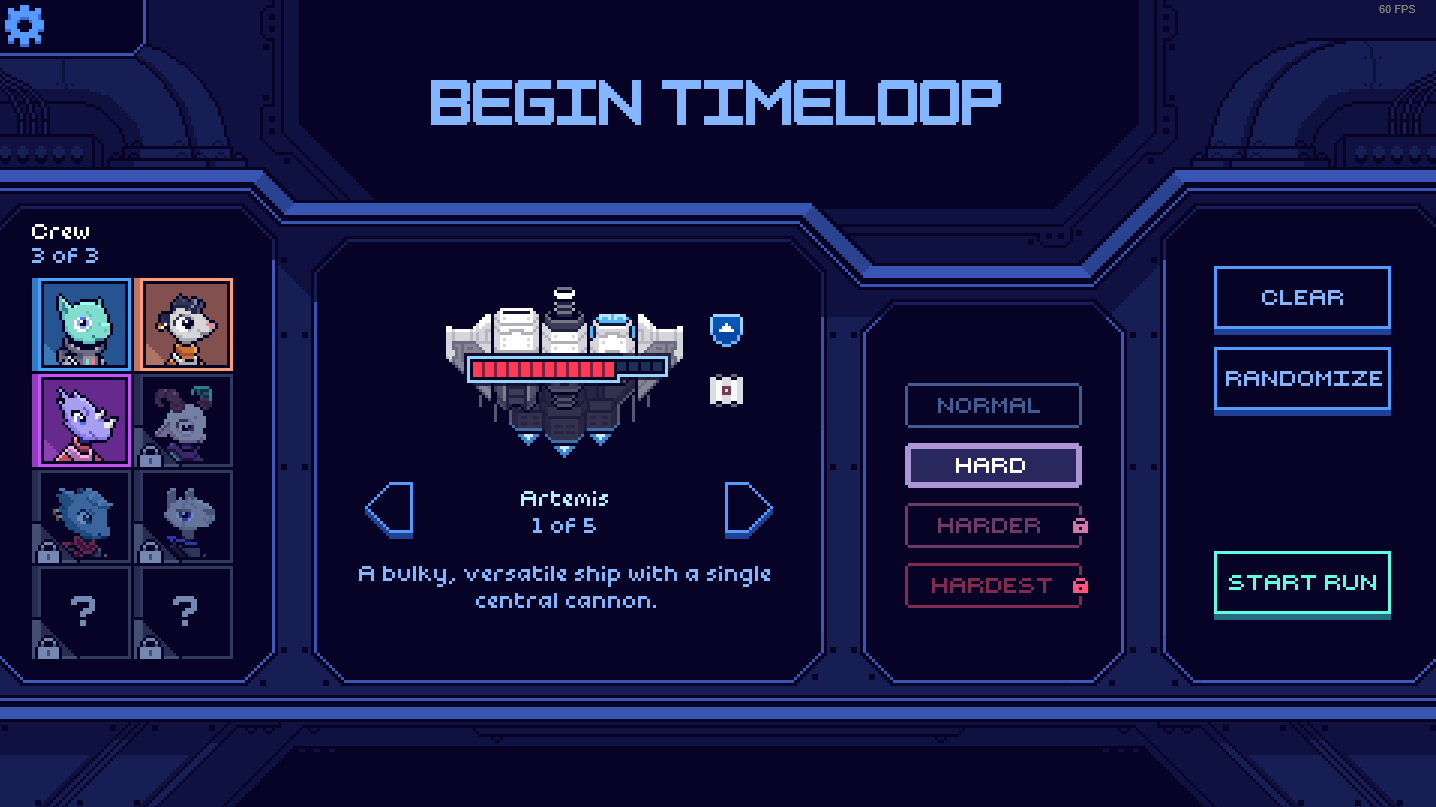 60 FPS
BEGIN TIMELOOP
Crew
3 of 3
?
?
Artemis
1 of 5
A bulky, versatile ship with a single
central cannon.
NORMAL
HARD
HARDER
HARDEST
CLEAR
RANDOMIZE
START RUN